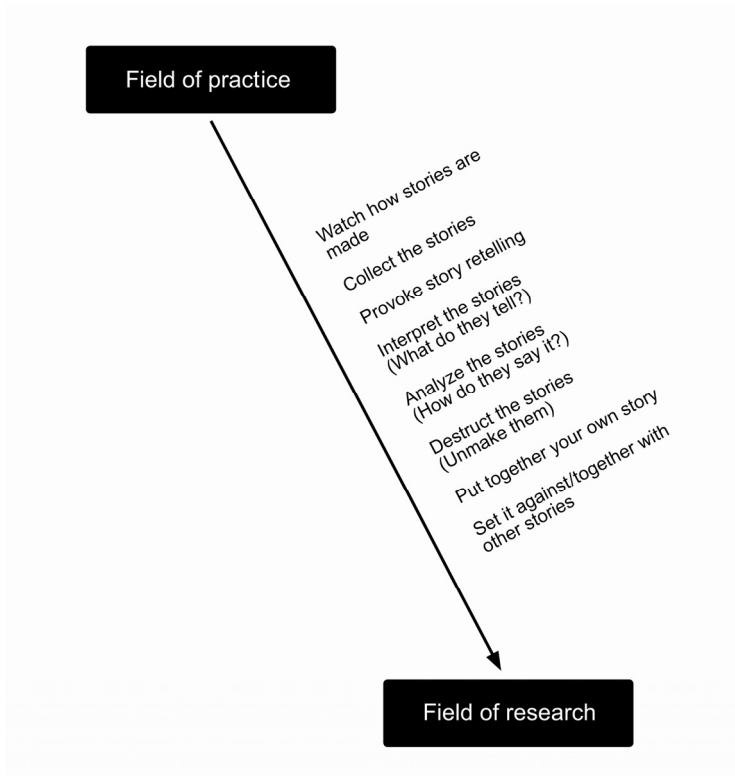 Field of practice
Watch how stories are
made
Collect the stories
Provoke story retelling
Interpret the stories
(What do they tell?)
Analyze the stories
(How do they say it?)
Destruct the stories
(Unmake them)
Put together your own story
Set it against/together with
other stories
Field of research